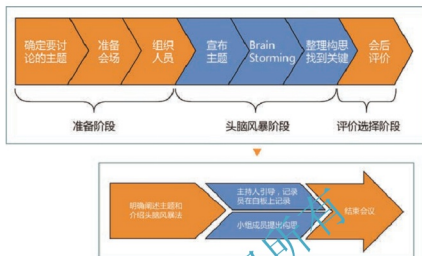 确定要讨
论的主题
准备
会场
组织
人员
宣布
主题
Brain
Storming
整理构思
找到关键
会后
评价
准备阶段
头脑风暴阶段
评价选择阶段
明确阐述主题和
介绍头脑风暴法
主持人引导，记录
员在白板上记录
小组成员提出构思
结束会议
所有